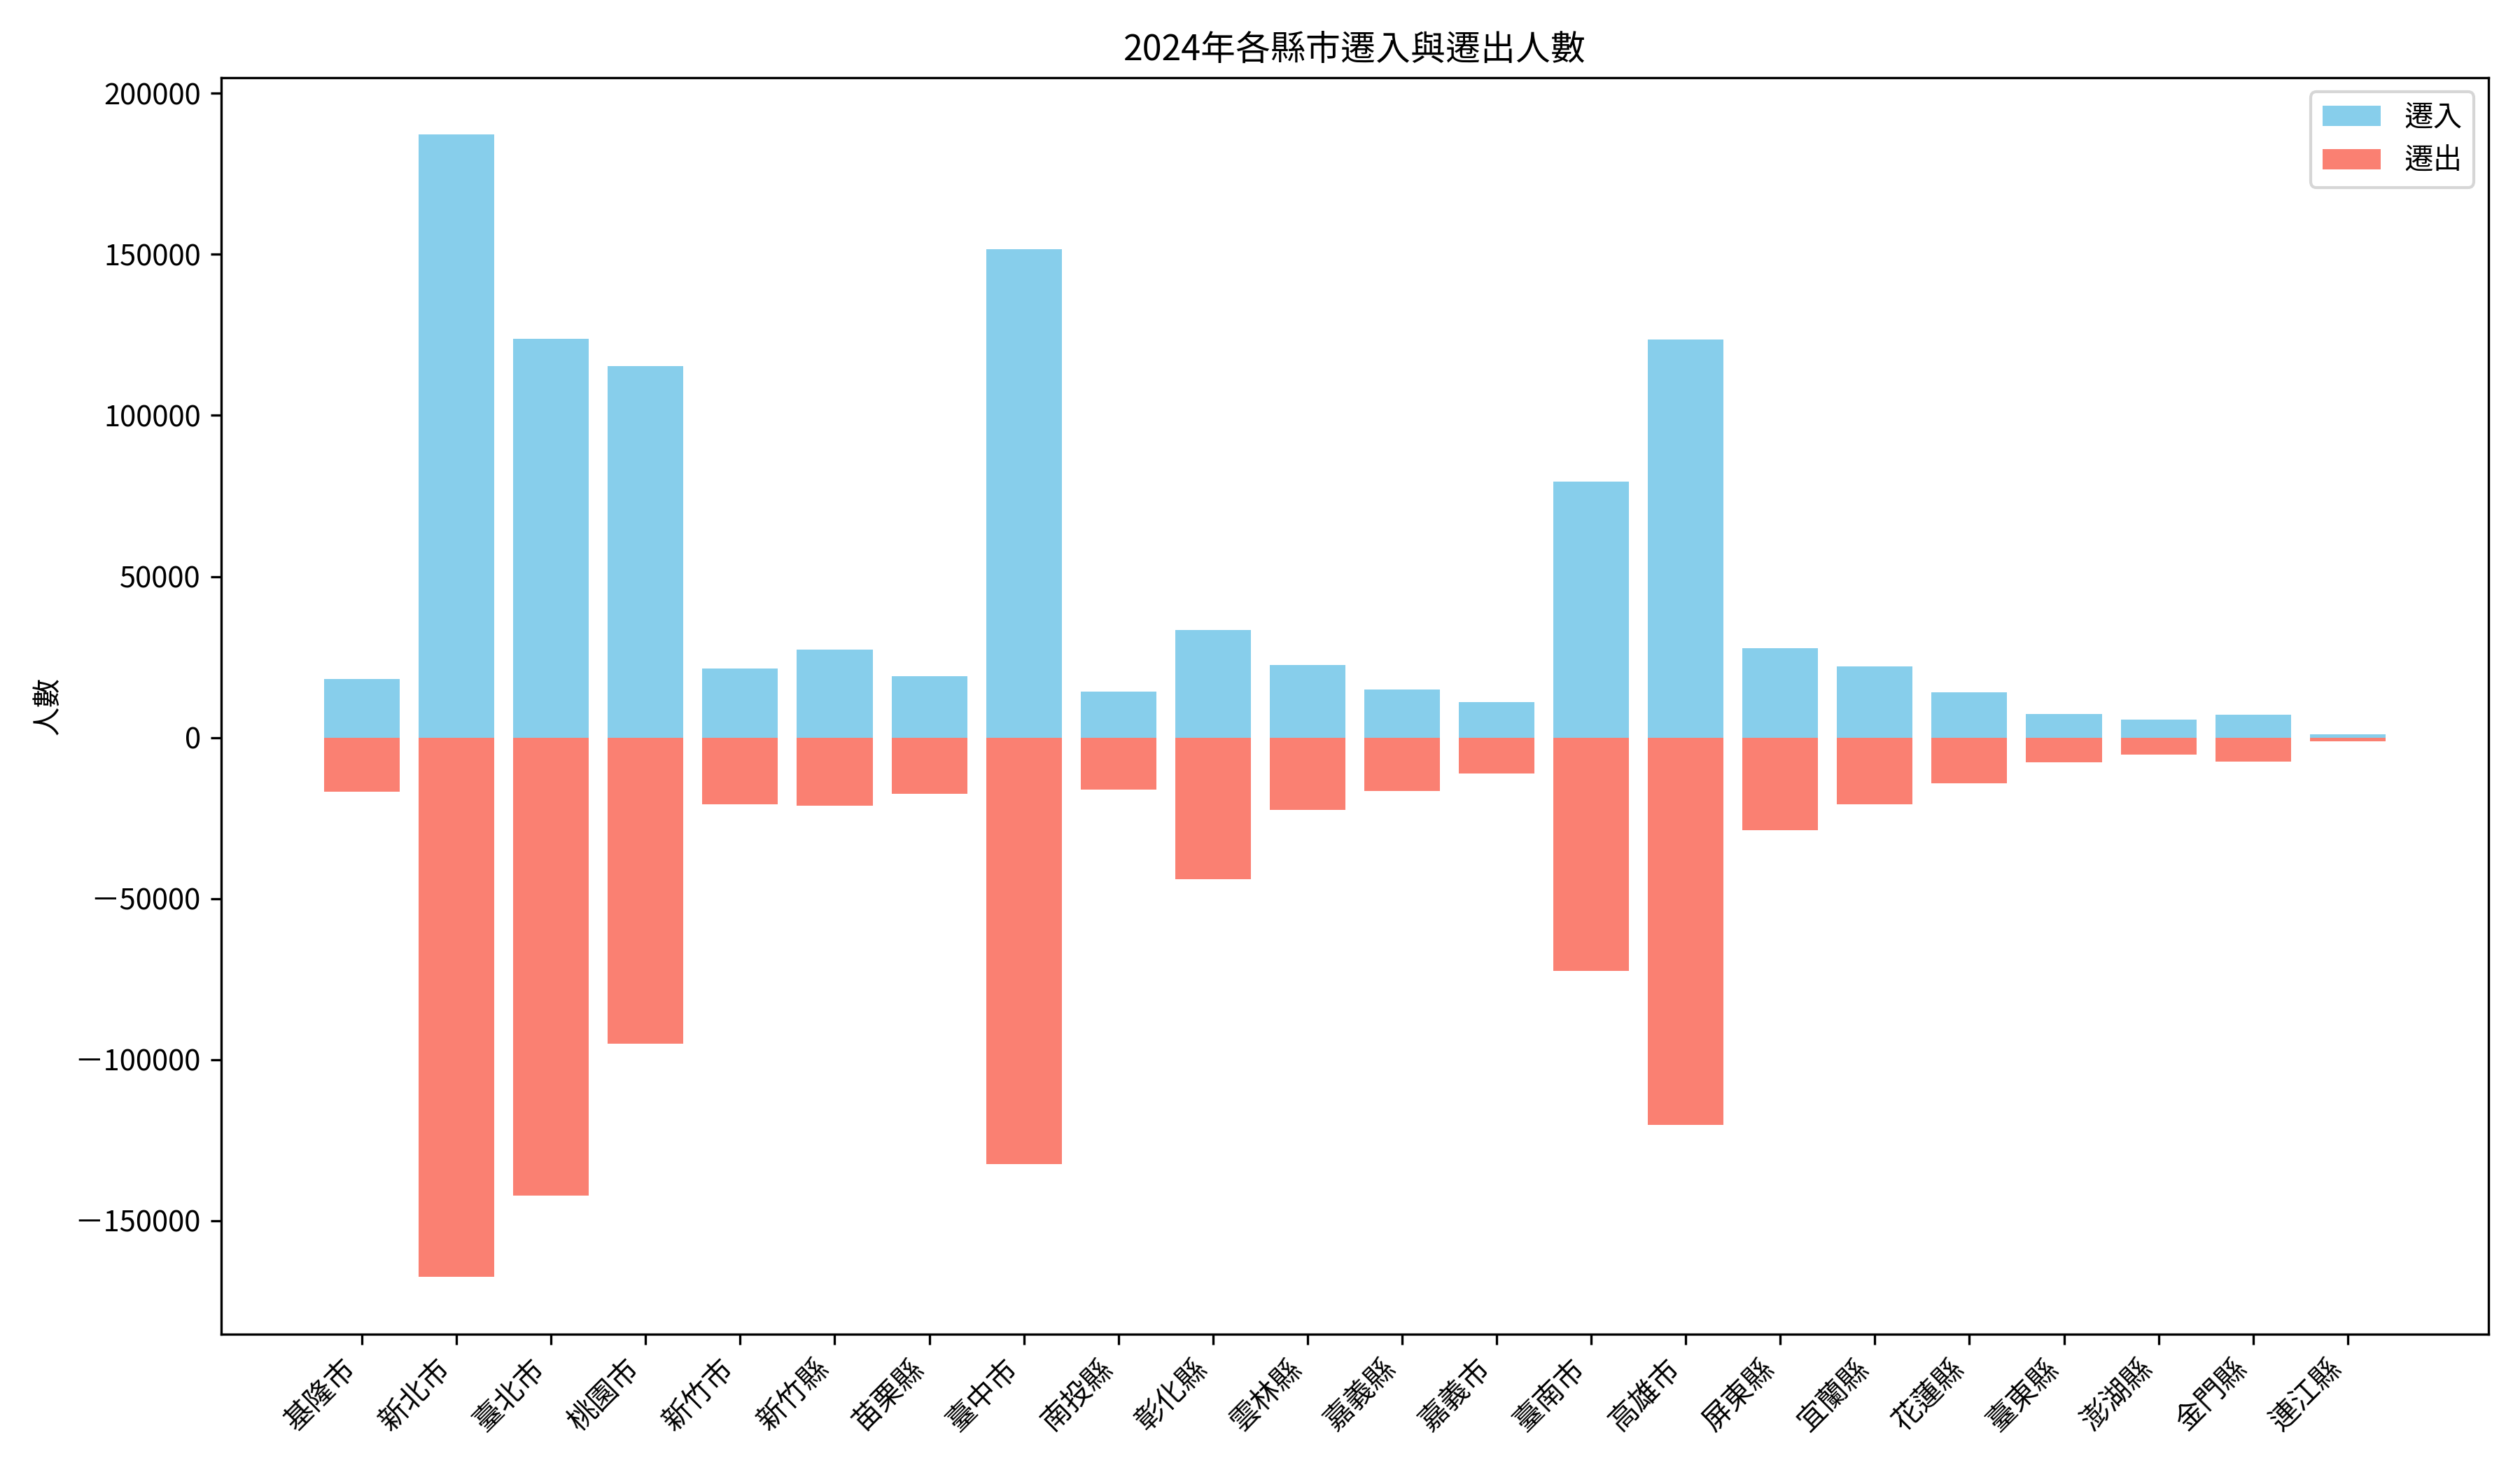 2024年各縣市遷入與遷出人數
遷入
遷出
人數
200000
150000
100000
50000
0
−50000
−100000
−150000
基隆市
新北市
臺北市
桃園市
新竹市
新竹縣
苗栗縣
臺中市
南投縣
彰化縣
雲林縣
嘉義縣
嘉義市
臺南市
高雄市
屏東縣
宜蘭縣
花蓮縣
臺東縣
澎湖縣
金門縣
連江縣